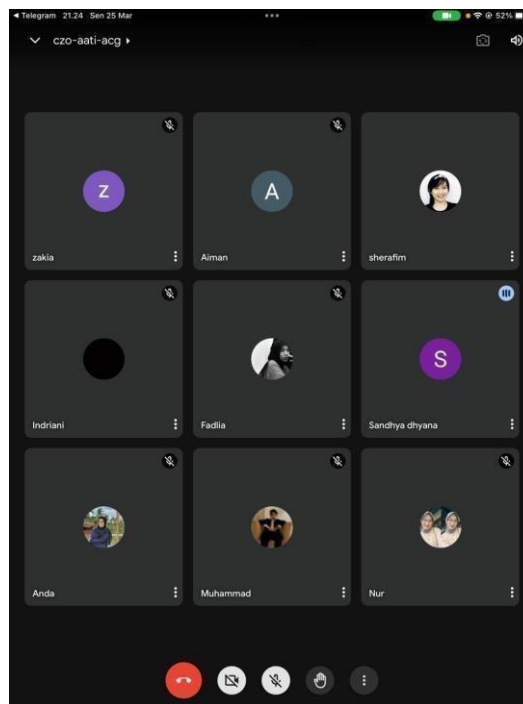 ◀ Telegram 21.24 Sen 25 Mar 52%
czo-aati-acg
z
zakia
A
Aiman
sherafim
Indriani
Fadlia
S
Sandhya dhyana
Anda
Muhammad
Nur